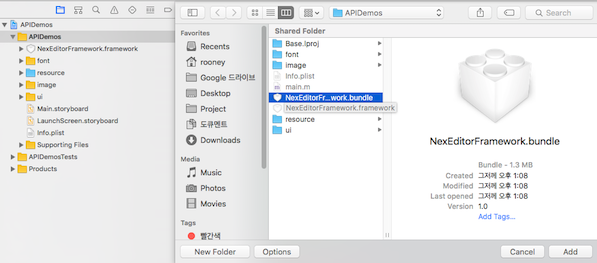 APIDemos
APIDemos
NexEditorFramework.framework
font
resource
image
ui
Main.storyboard
LaunchScreen.storyboard
Info.plist
Supporting Files
APIDemosTests
Products
APIDemos
Search
Favorites
Recents
rooney
Google 드라이브
Desktop
Project
도큐멘트
Downloads
Media
Music
Photos
Movies
Tags
빨간색
Shared Folder
Base.lproj
font
image
Info.plist
main.m
NexEditorFr...work.bundle
NexEditorFramework.framework
resource
ui
NexEditorFramework.bundle
Bundle - 1.3 MB
Created 그저께 오후 1:08
Modified 그저께 오후 1:08
Last opened 그저께 오후 1:08
Version 1.0
Add Tags...
New Folder
Options
Cancel
Add